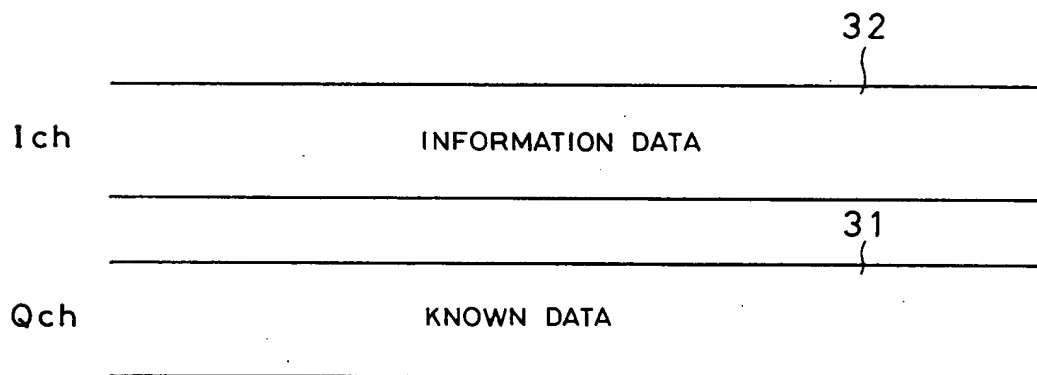 32
Ich INFORMATION DATA
31
Qch KNOWN DATA